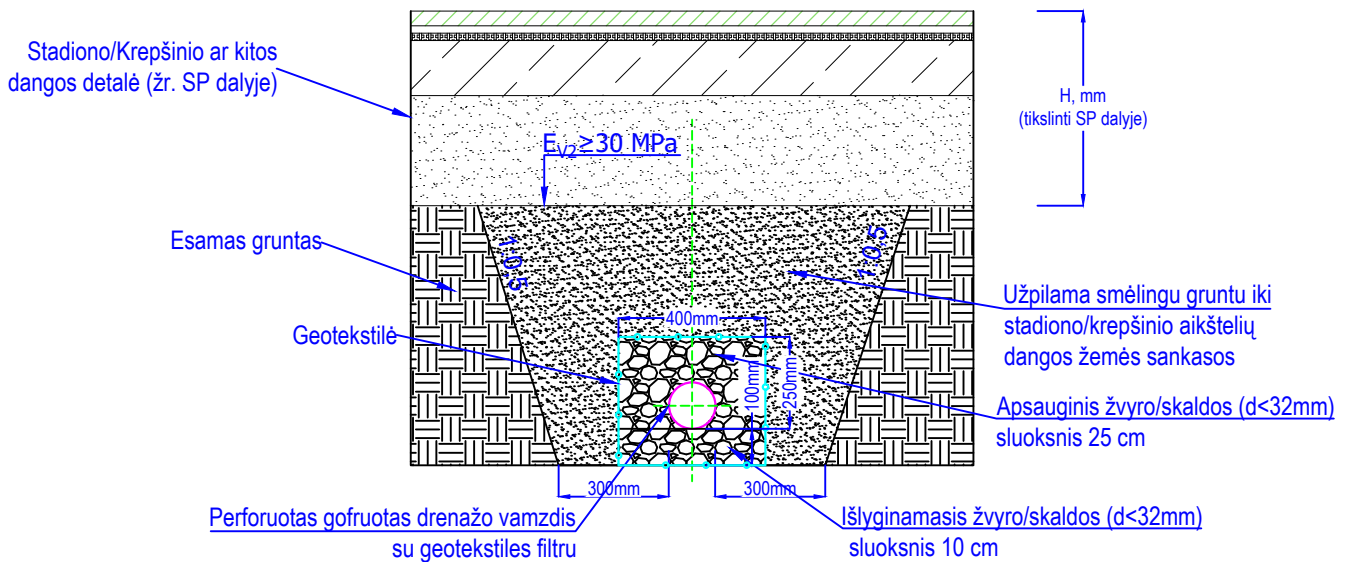 Stadiono/Krepšinio ar kitos
dangos detalė (žr. SP dalyje)
H, mm
(tikslinti SP dalyje)
EV2≥30 MPa
Esamas gruntas
1:0,5
1:0,5
Geotekstilė
400mm
100mm
250mm
Užpilama smėlingu gruntu iki
stadiono/krepšinio aikštelių
dangos žemės sankasos
Apsauginis žvyro/skaldos (d<32mm)
sluoksnis 25 cm
300mm
300mm
Perforuotas gofruotas drenažo vamzdis
su geotekstiles filtru
Išlyginamasis žvyro/skaldos (d<32mm)
sluoksnis 10 cm